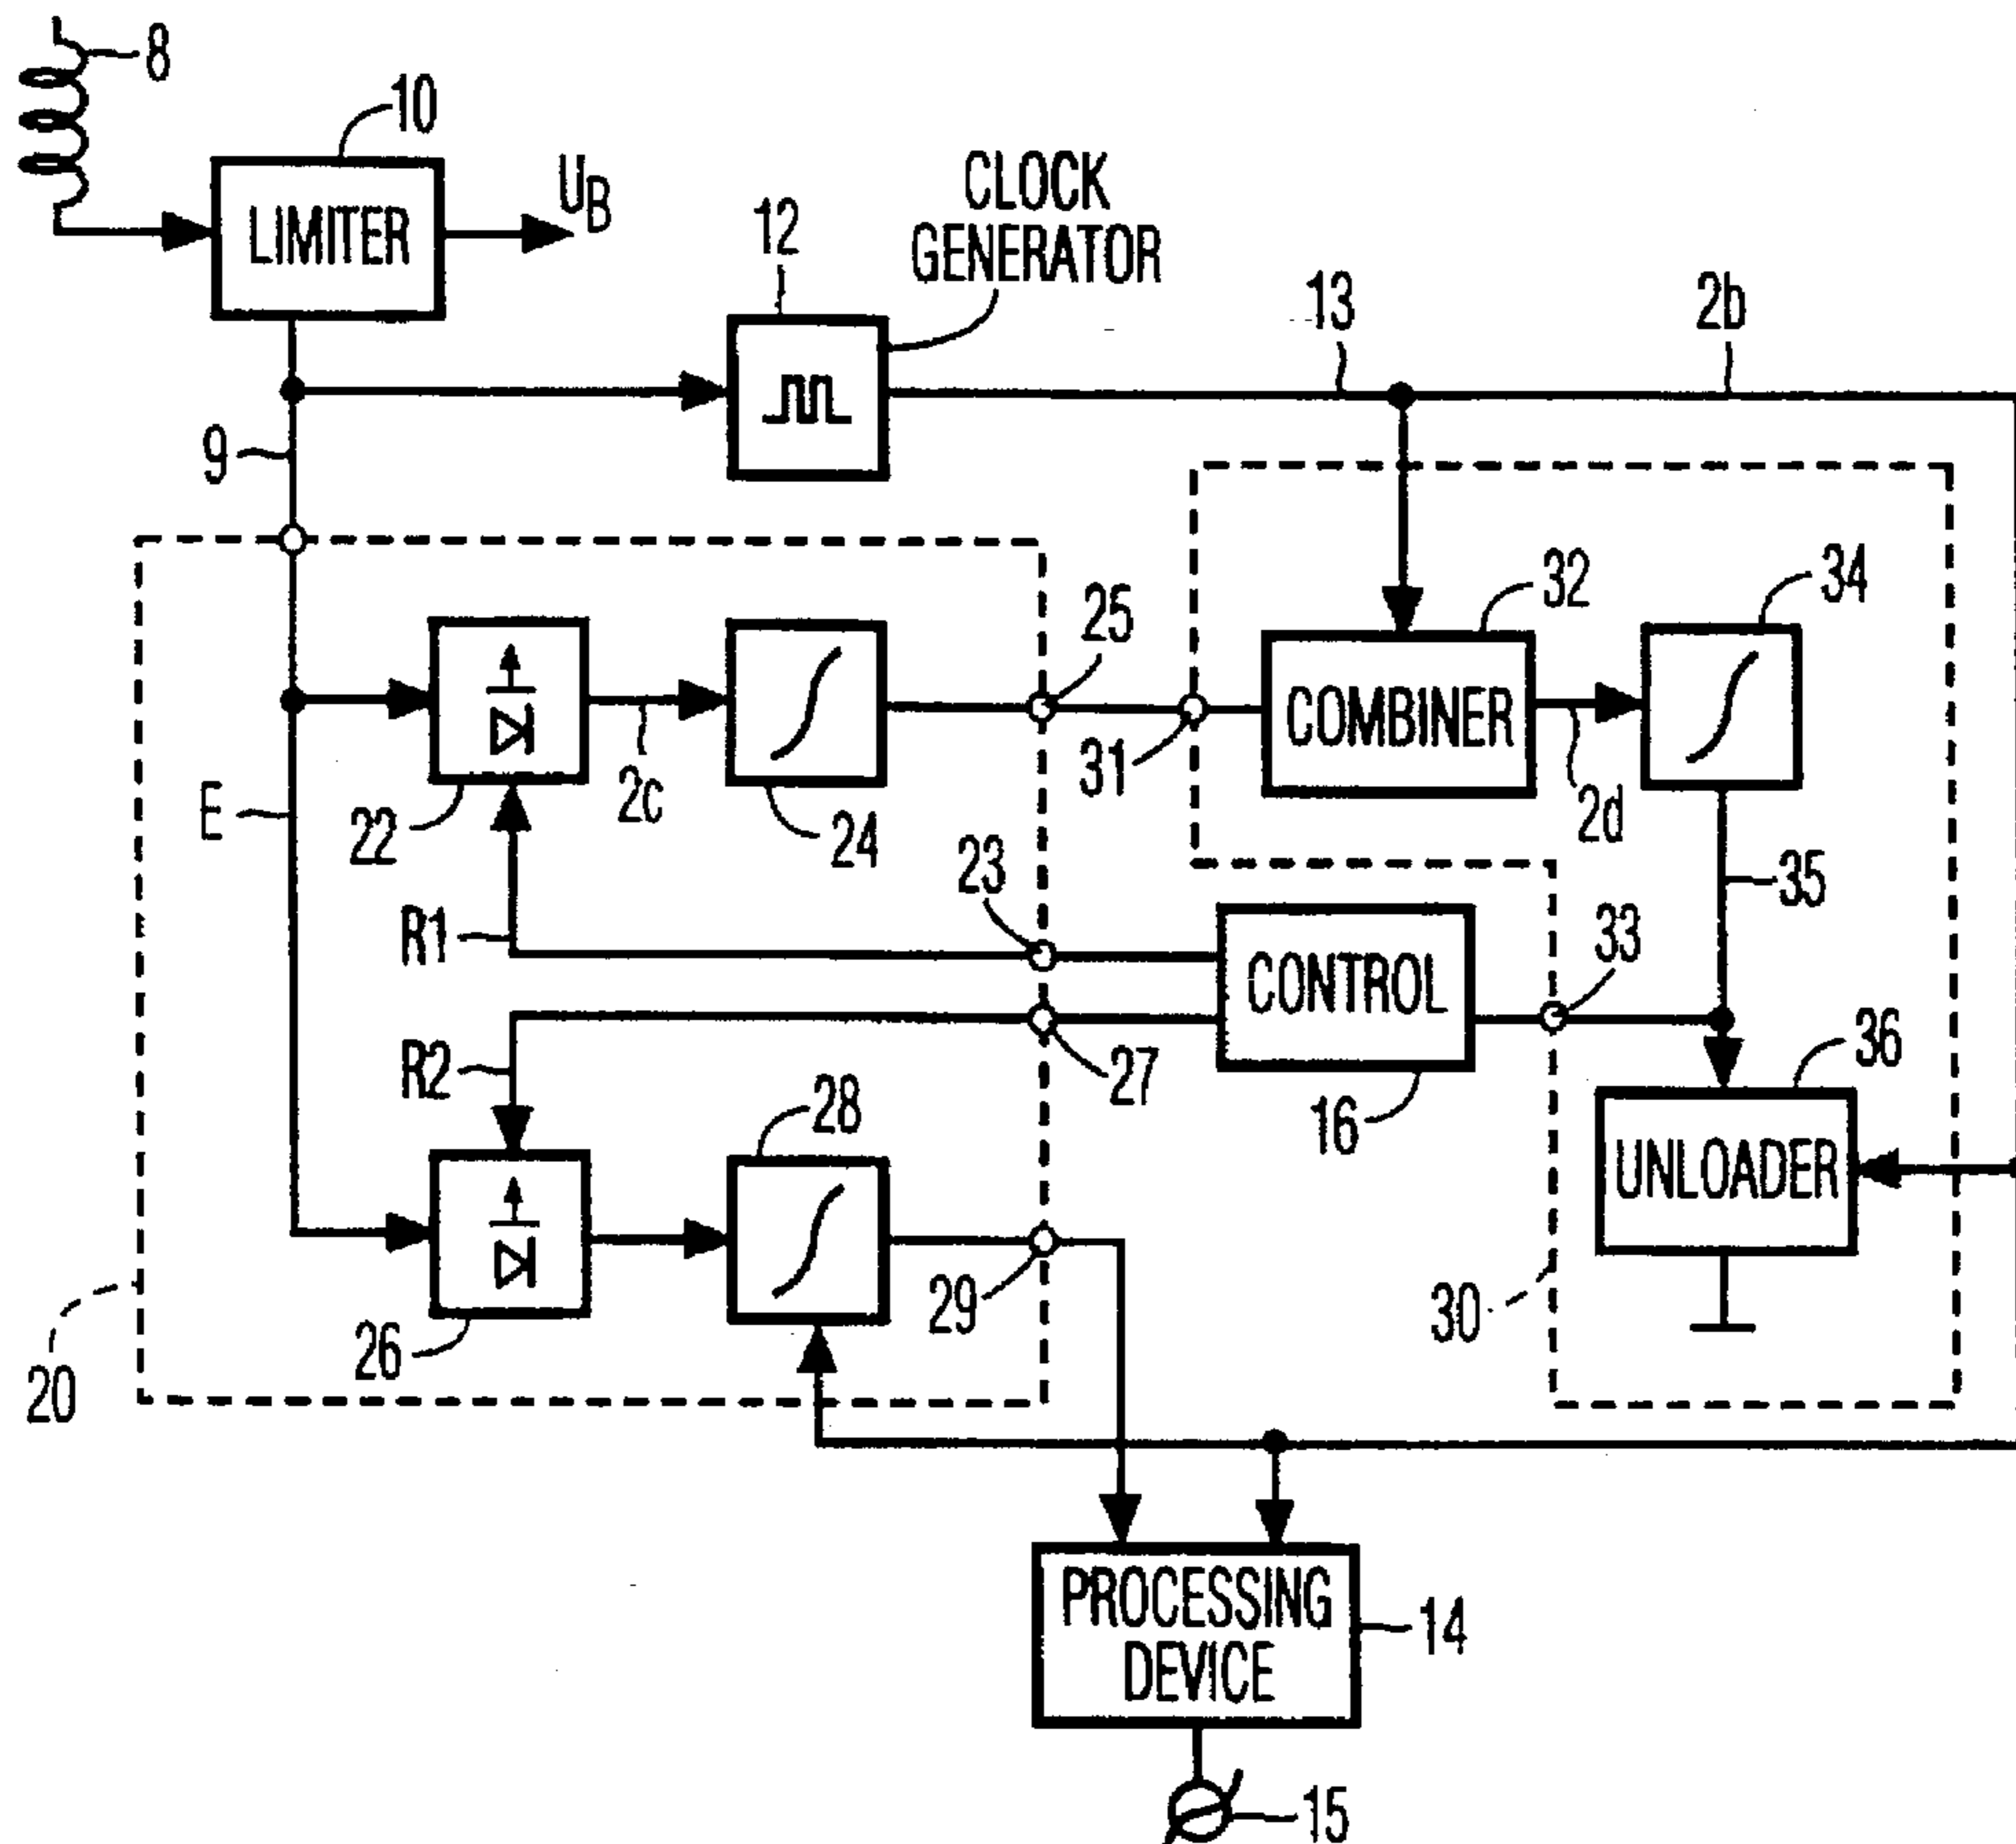 8
10
LIMITER
UB
12
CLOCK
GENERATOR
13
2b
9
25
32
34
COMBINER
31
2d
E
22
2c
24
23
35
R1
CONTROL
33
R2
27
16
36
28
UNLOADER
29
30
26
20
PROCESSING
DEVICE
14
15